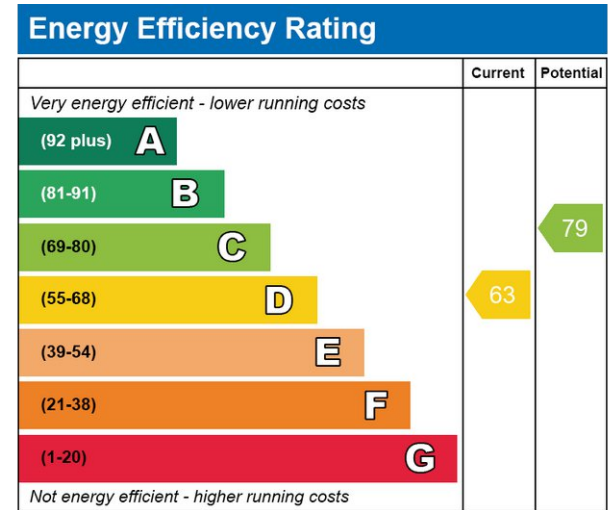 Energy Efficiency Rating
Current Potential
Very energy efficient - lower running costs
(92 plus) A
(81-91) B
(69-80) C
79
(55-68) D
63
(39-54) E
(21-38) F
(1-20) G
Not energy efficient - higher running costs